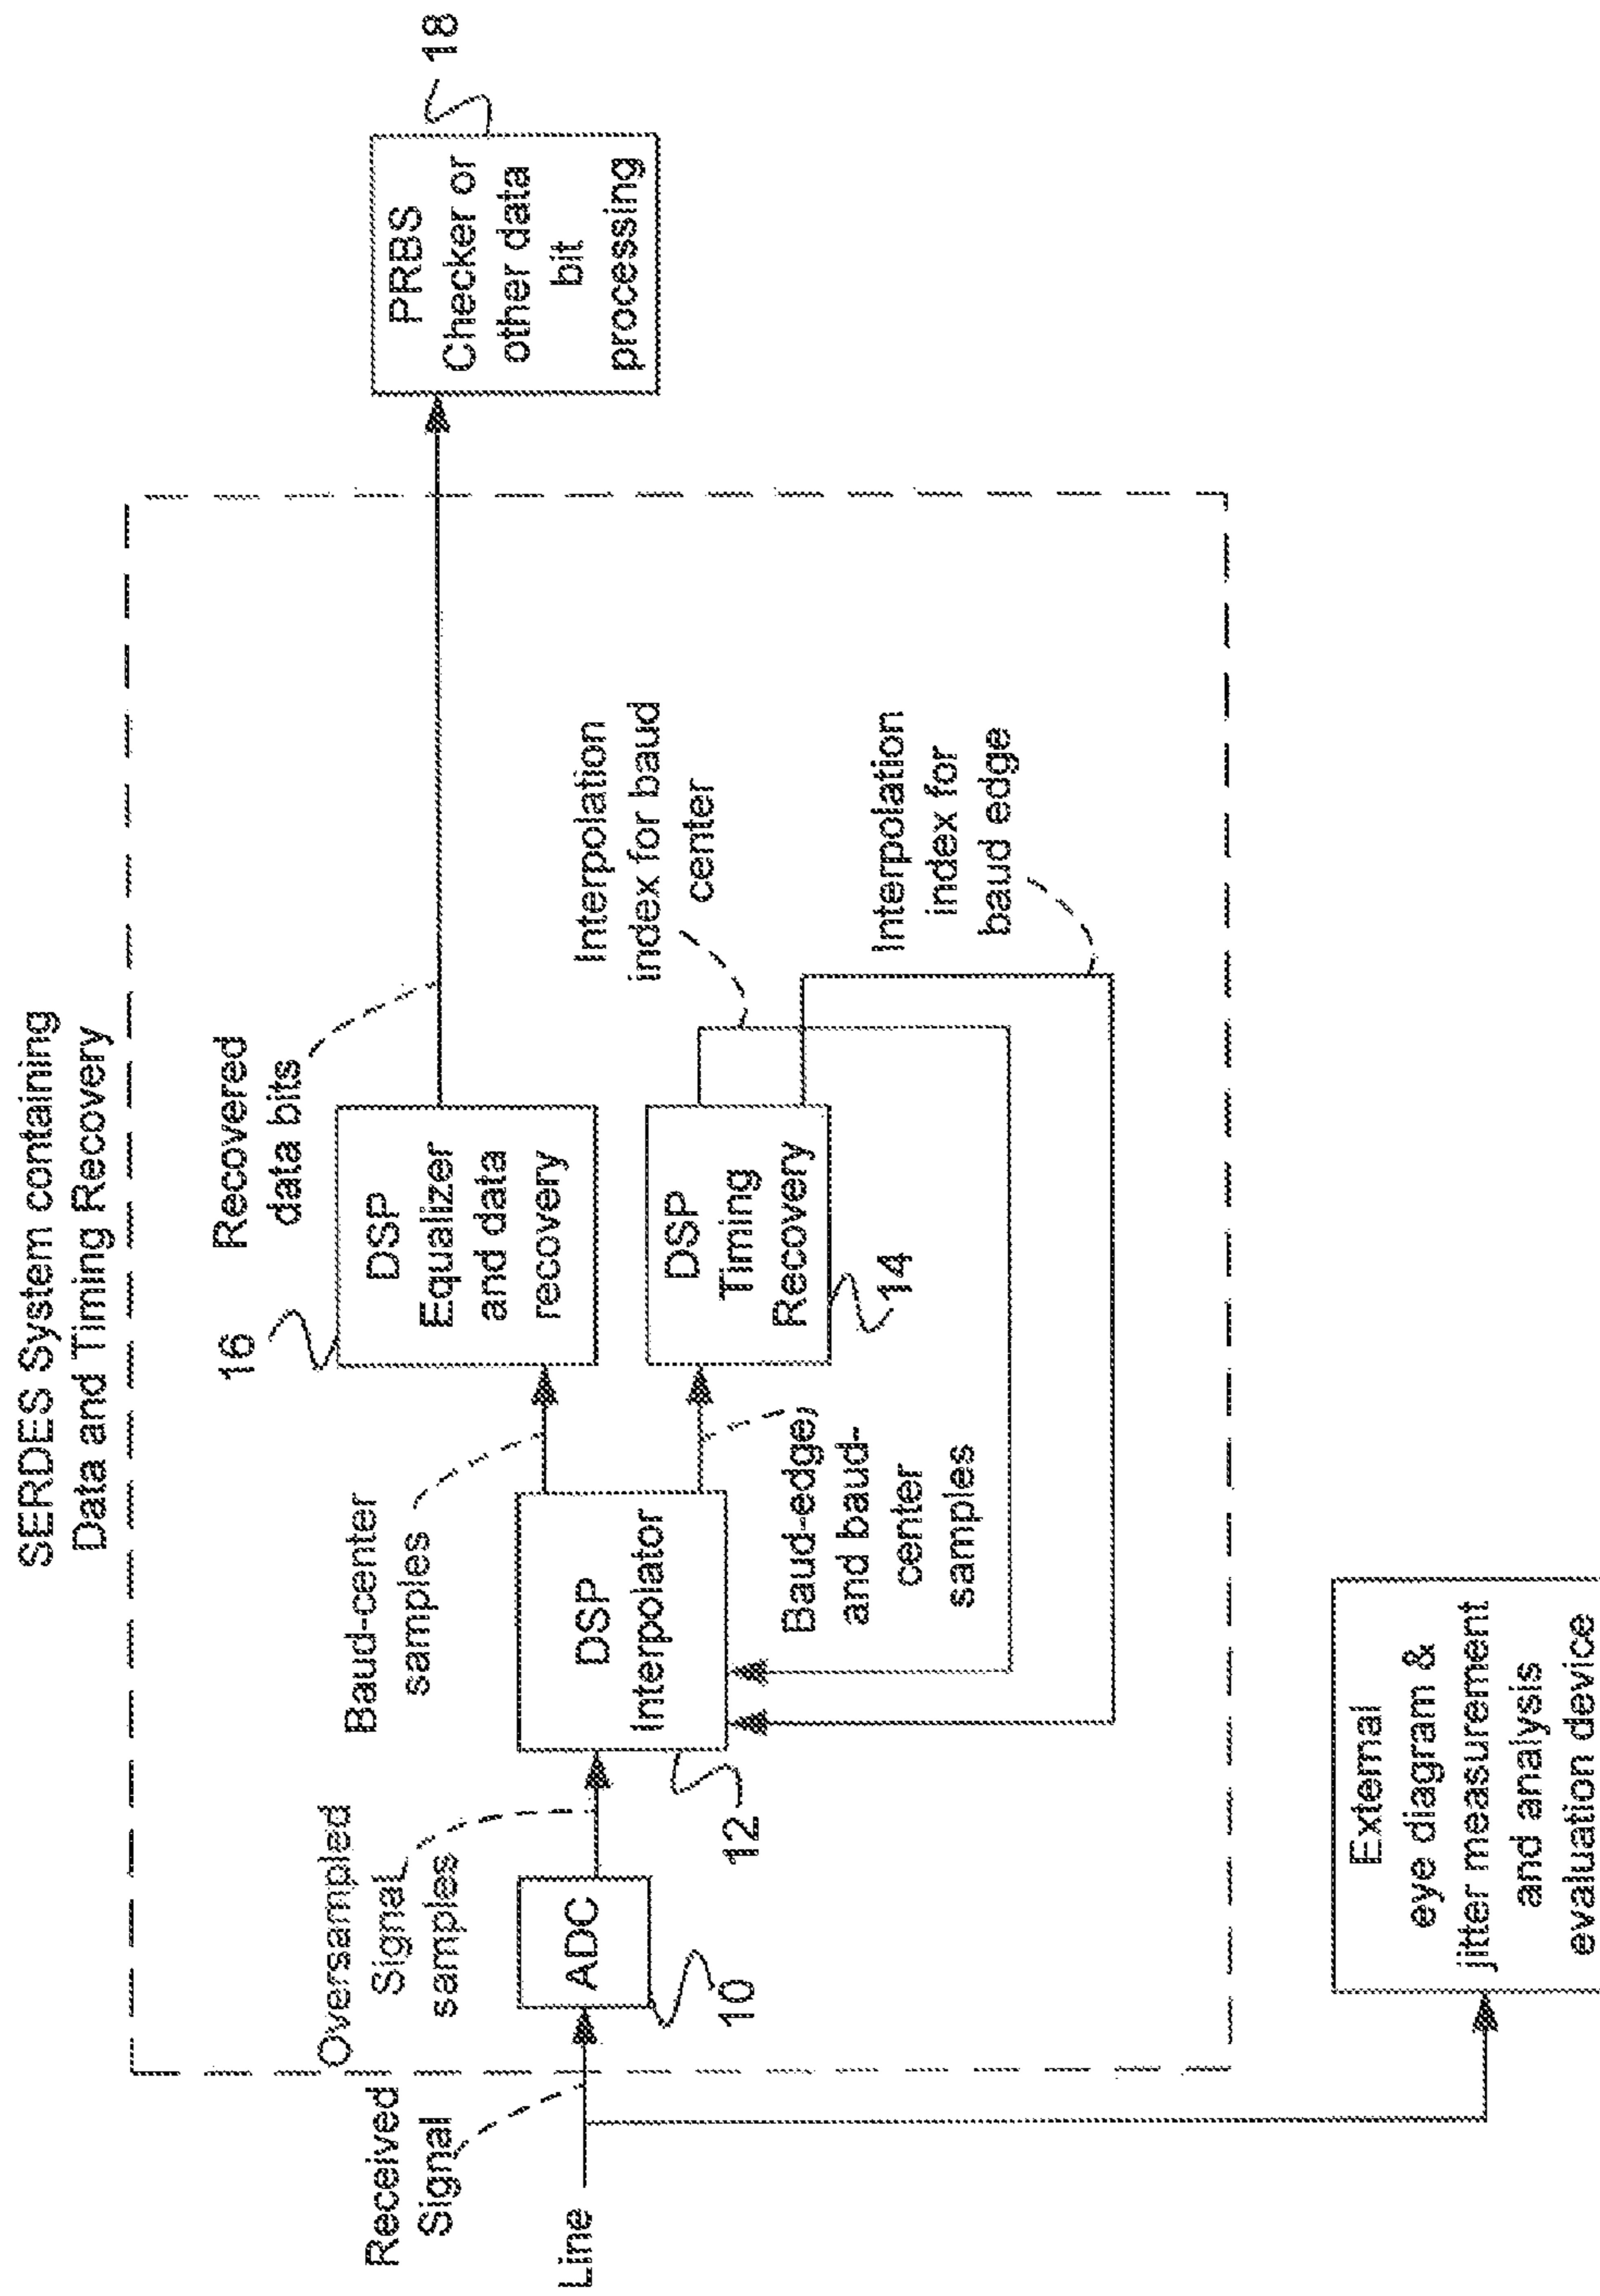 SERDES System containing
Data and Timing Recovery
Received
Signal
Line
Oversampled
Signal
samples
ADC
10
DSP
Interpolator
12
Baud-center
samples
Baud-edge,
and baud-
center
samples
16
DSP
Equalizer
and data
recovery
DSP
Timing
Recovery
14
Recovered
data bits
Interpolation
index for baud
center
Interpolation
index for
baud edge
PRBS
Checker or
other data
bit
processing
18
External
eye diagram &
jitter measurement
and analysis
evaluation device